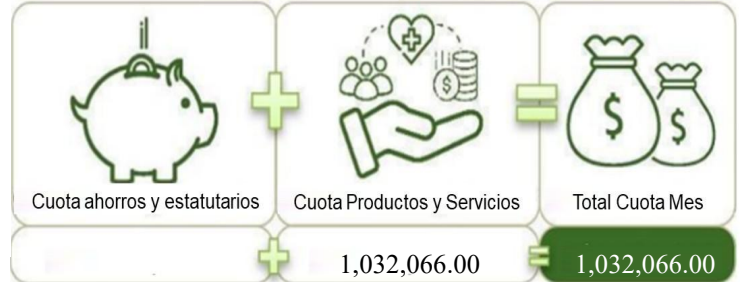 Cuota ahorros y estatutarios Cuota Productos y Servicios Total Cuota Mes
1,032,066.00 1,032,066.00